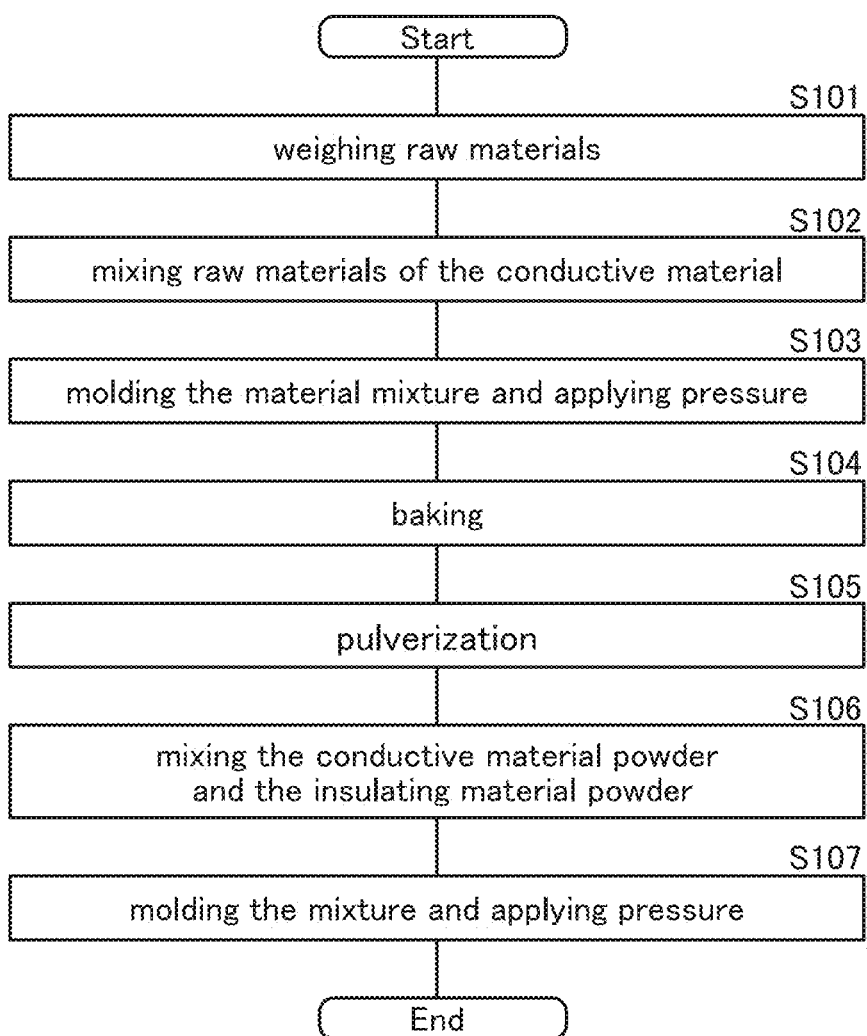 Start
S101
weighing raw materials
S102
mixing raw materials of the conductive material
S103
molding the material mixture and applying pressure
S104
baking
S105
pulverization
S106
mixing the conductive material powder
and the insulating material powder
S107
molding the mixture and applying pressure
End